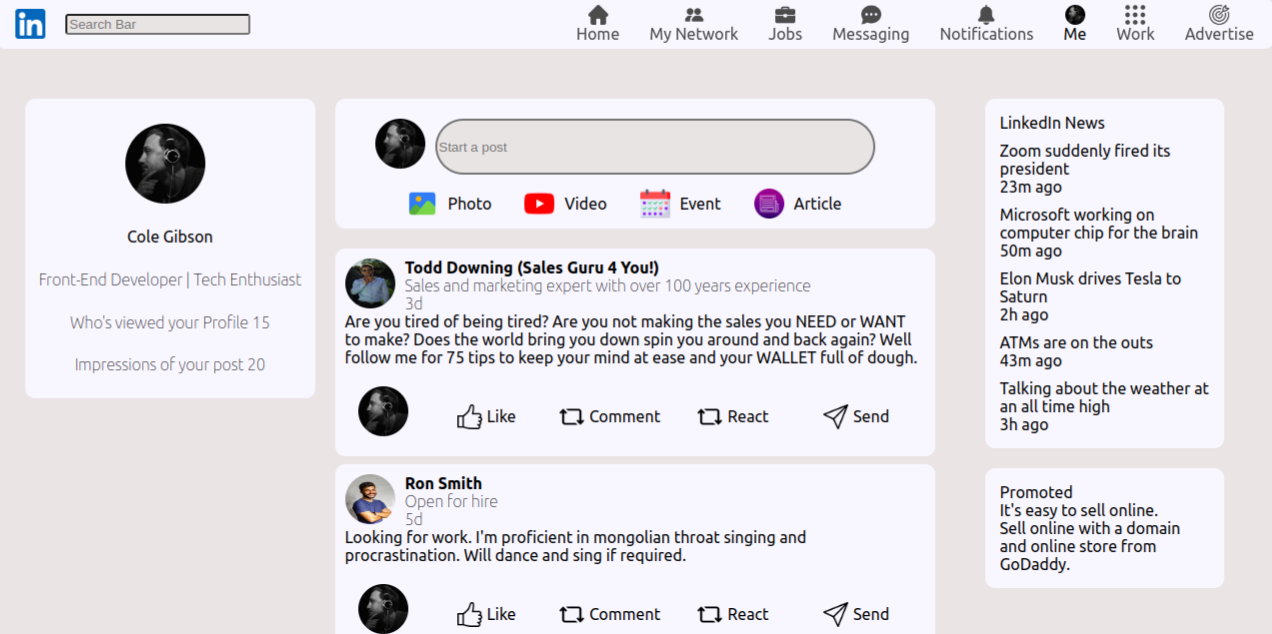 in
Search Bar
Home
My Network
Jobs
Messaging
Notifications
Me
Work
Advertise
Cole Gibson
Front-End Developer | Tech Enthusiast
Who's viewed your Profile 15
Impressions of your post 20
Start a post
Photo
Video
Event
Article
Todd Downing (Sales Guru 4 You!)
Sales and marketing expert with over 100 years experience
3d
Are you tired of being tired? Are you not making the sales you NEED or WANT
to make? Does the world bring you down spin you around and back again? Well
follow me for 75 tips to keep your mind at ease and your WALLET full of dough.
Like
Comment
React
Send
Ron Smith
Open for hire
5d
Looking for work. I'm proficient in mongolian throat singing and
procrastination. Will dance and sing if required.
Like
Comment
React
Send
LinkedIn News
Zoom suddenly fired its
president
23m ago
Microsoft working on
computer chip for the brain
50m ago
Elon Musk drives Tesla to
Saturn
2h ago
ATMs are on the outs
43m ago
Talking about the weather at
an all time high
3h ago
Promoted
It's easy to sell online.
Sell online with a domain
and online store from
GoDaddy.